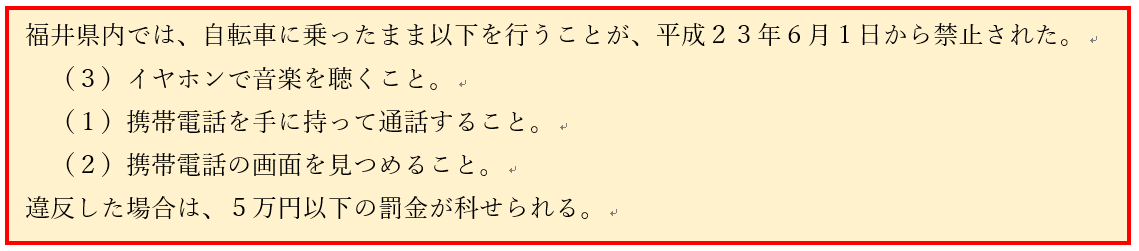 福井県内では、自転車に乗ったまま以下を行うことが、平成２３年６月１日から禁止された。
（３）イヤホンで音楽を聴くこと。
（１）携帯電話を手に持って通話すること。
（２）携帯電話の画面を見つめること。
違反した場合は、５万円以下の罰金が科せられる。